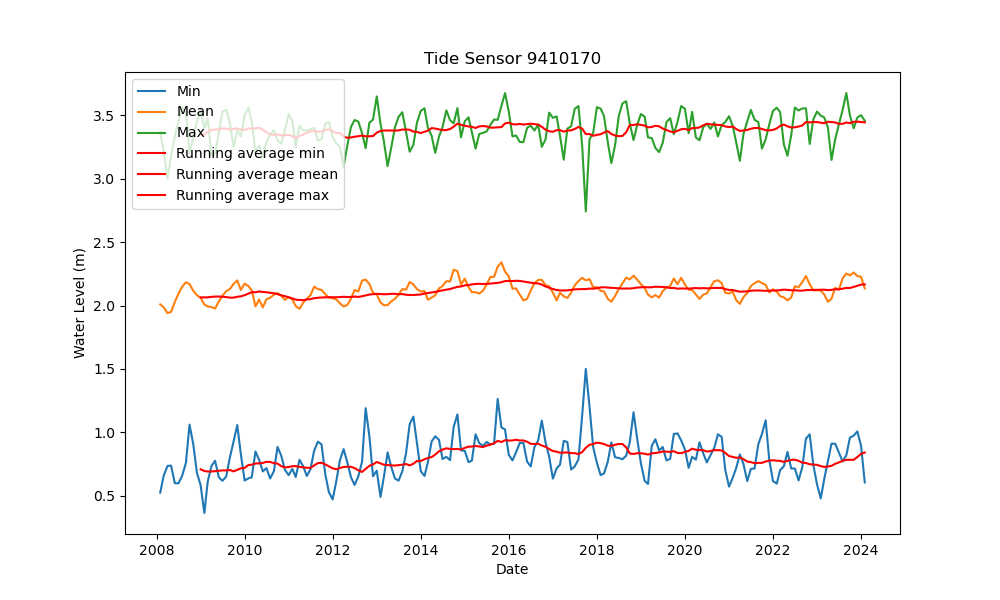 Tide Sensor 9410170
Min
Mean
Max
Running average min
Running average mean
Running average max
3.5
3.0
2.5
2.0
1.5
1.0
0.5
Water Level (m)
2008 2010 2012 2014 2016 2018 2020 2022 2024
Date